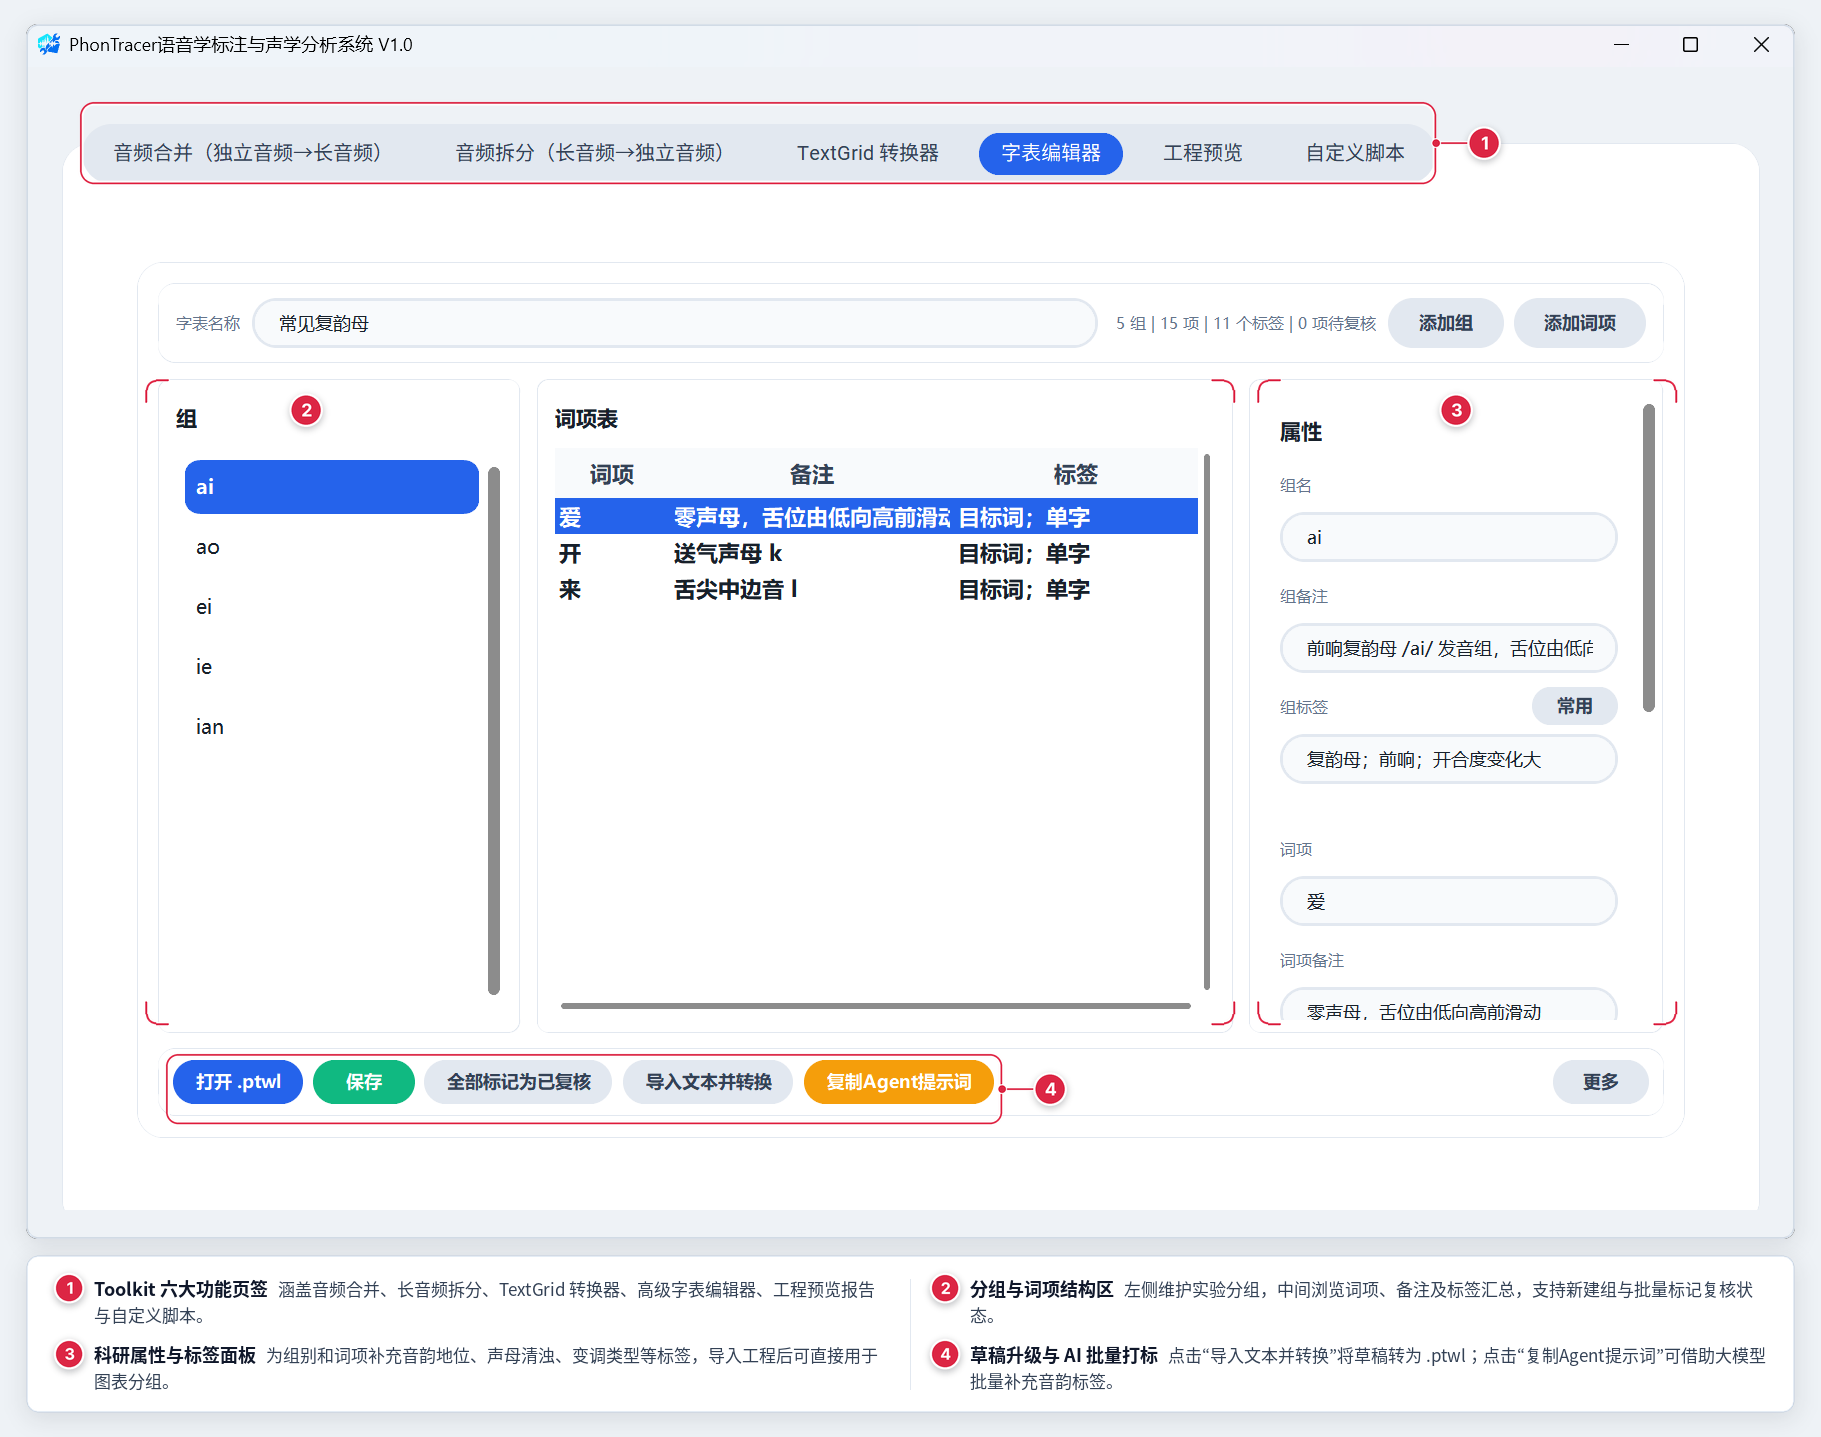 PhonTracer语音学标注与声学分析系统 V1.0
音频合并（独立音频→长音频） 音频拆分（长音频→独立音频） TextGrid 转换器 字表编辑器 工程预览 自定义脚本 1
字表名称 常见复韵母 5 组 | 15 项 | 11 个标签 | 0 项待复核 添加组 添加词项
组 2
ai
ao
ei
ie
ian
词项表
词项 备注 标签
爱 零声母，舌位由低向高前滑 目标词；单字
开 送气声母 k 目标词；单字
来 舌尖中边音 l 目标词；单字
3
属性
组名
ai
组备注
前响复韵母 /ai/ 发音组，舌位由低
组标签 常用
复韵母；前响；开合度变化大
词项
爱
词项备注
零声母，舌位由低向高前滑动
打开 .ptwl 保存 全部标记为已复核 导入文本并转换 复制Agent提示词 4 更多
1 Toolkit 六大功能页签 涵盖音频合并、长音频拆分、TextGrid 转换器、高级字表编辑器、工程预览报告
与自定义脚本。
2 分组与词项结构区 左侧维护实验分组，中间浏览词项、备注及标签汇总，支持新建组与批量标记复核状
态。
3 科研属性与标签面板 为组别和词项补充音韵地位、声母清浊、变调类型等标签，导入工程后可直接用于
图表分组。
4 草稿升级与 AI 批量打标 点击“导入文本并转换”将草稿转为 .ptwl；点击“复制Agent提示词”可借助大模型
批量补充音韵标签。